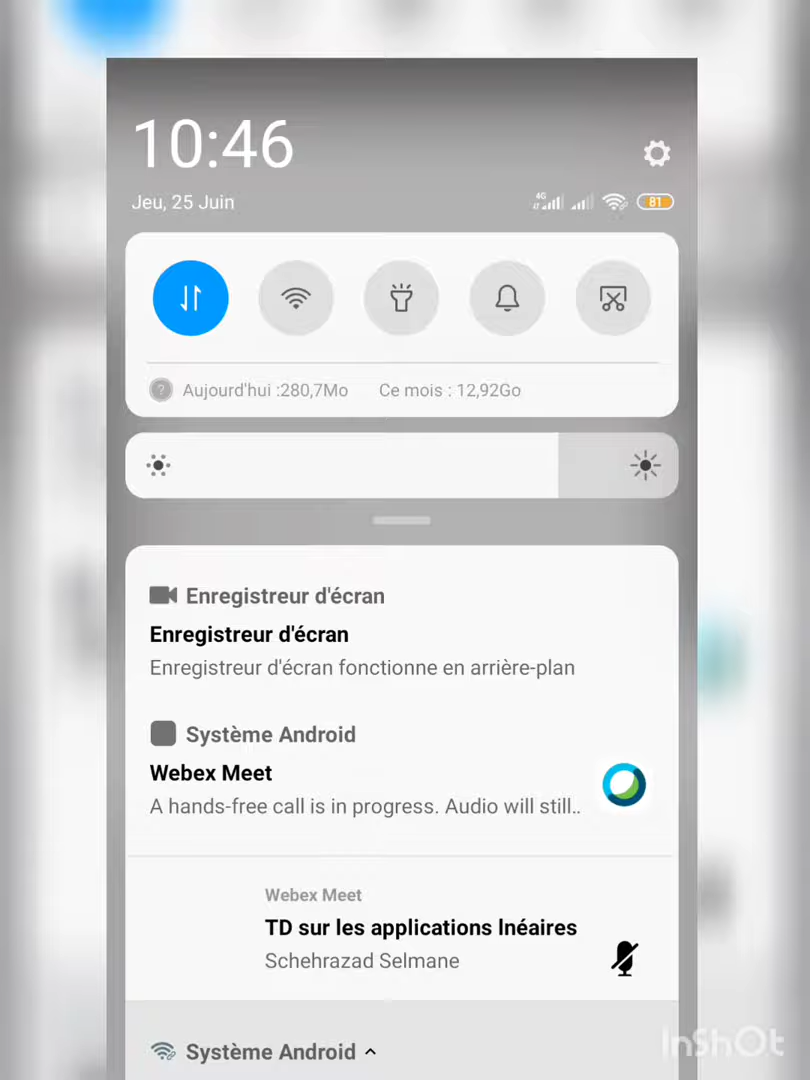 10:46
Jeu, 25 Juin
4G
81
Aujourd'hui :280,7Mo Ce mois : 12,92Go
Enregistreur d'écran
Enregistreur d'écran
Enregistreur d'écran fonctionne en arrière-plan
Système Android
Webex Meet
A hands-free call is in progress. Audio will still..
Webex Meet
TD sur les applications lnéaires
Schehrazad Selmane
Système Android
InShOt